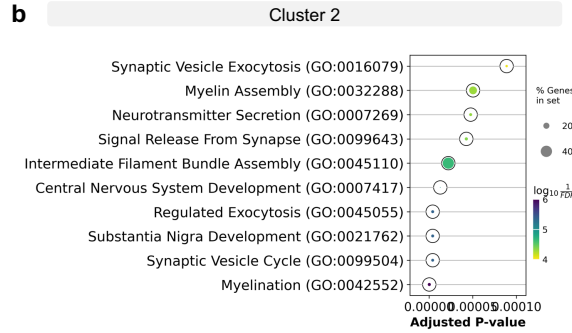 b
Cluster 2
Synaptic Vesicle Exocytosis (GO:0016079)
Myelin Assembly (GO:0032288)
Neurotransmitter Secretion (GO:0007269)
Signal Release From Synapse (GO:0099643)
Intermediate Filament Bundle Assembly (GO:0045110)
Central Nervous System Development (GO:0007417)
Regulated Exocytosis (GO:0045055)
Substantia Nigra Development (GO:0021762)
Synaptic Vesicle Cycle (GO:0099504)
Myelination (GO:0042552)
0.00000 0.00005 0.00010
Adjusted P-value
% Genes
in set
20
40
log10 1/FDR
6
5
4